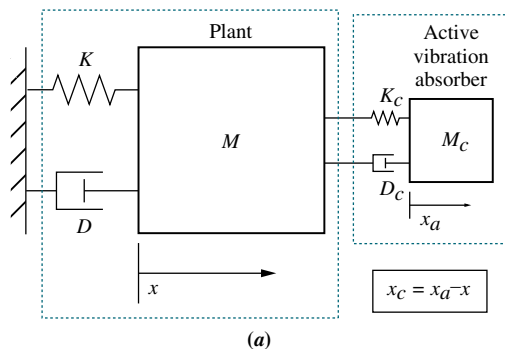 Plant
Active
vibration
absorber
K
K_c
M
M_c
D
D_c
x
x_a
x_c = x_a–x
(a)